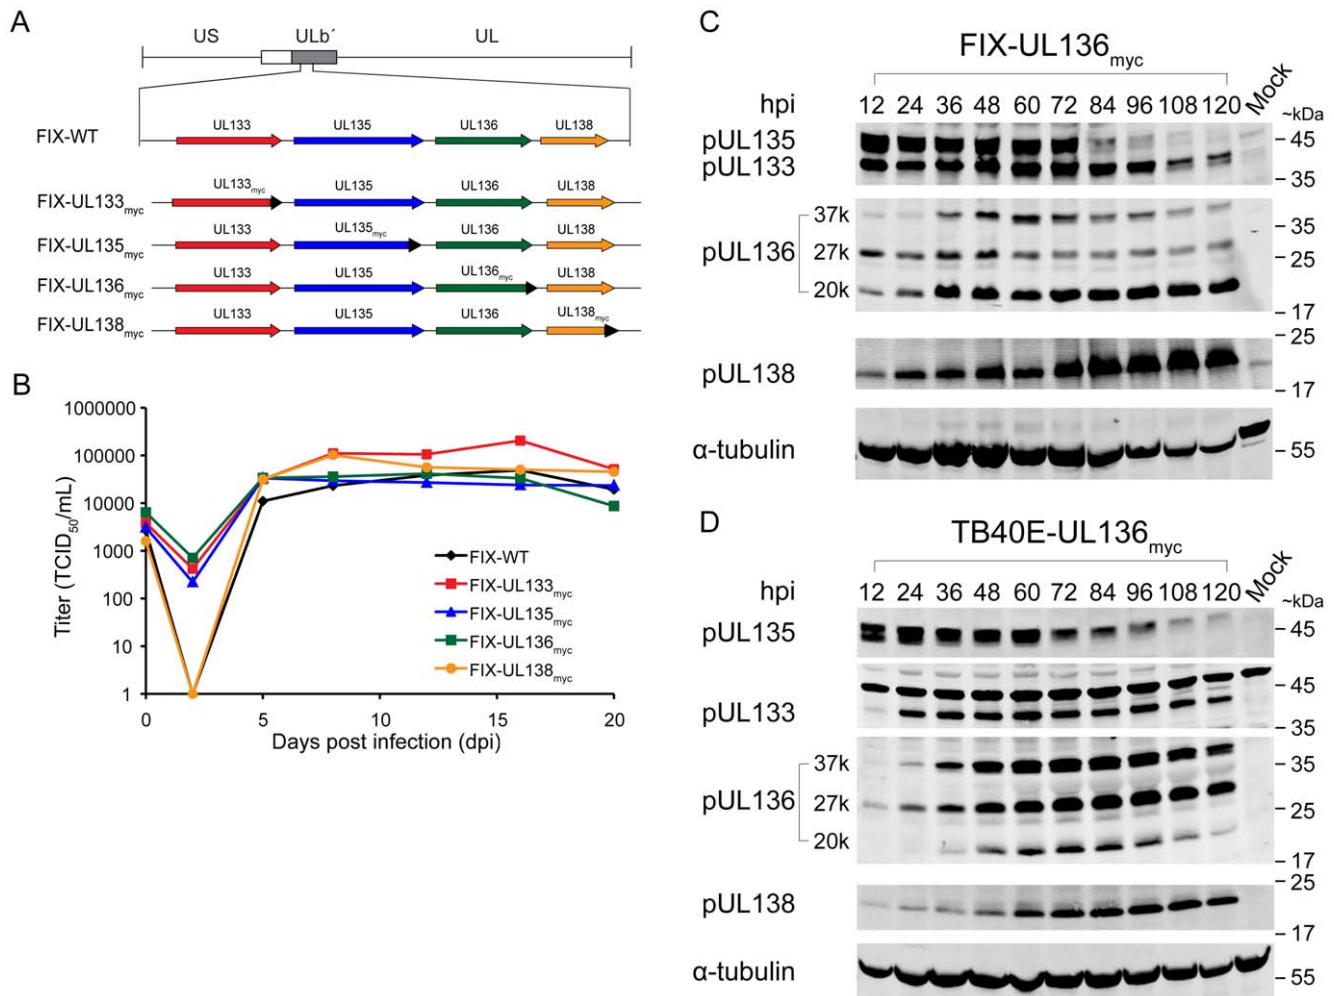 A
US ULb´ UL
FIX-WT UL133 UL135 UL136 UL138
FIX-UL133myc UL133myc UL135 UL136 UL138
FIX-UL135myc UL133 UL135myc UL136 UL138
FIX-UL136myc UL133 UL135 UL136myc UL138
FIX-UL138myc UL133 UL135 UL136 UL138myc
B
Titer (TCID50/mL)
1000000
100000
10000
1000
100
10
1
0 5 10 15 20
Days post infection (dpi)
FIX-WT
FIX-UL133myc
FIX-UL135myc
FIX-UL136myc
FIX-UL138myc
C
FIX-UL136myc
hpi 12 24 36 48 60 72 84 96 108 120 Mock
~kDa
pUL135 45
pUL133 35
pUL136
37k 35
27k 25
20k 17
pUL138 25
17
α-tubulin 55
D
TB40E-UL136myc
hpi 12 24 36 48 60 72 84 96 108 120 Mock
~kDa
pUL135 45
45
pUL133 35
pUL136
37k 35
27k 25
20k 17
pUL138 25
17
α-tubulin 55